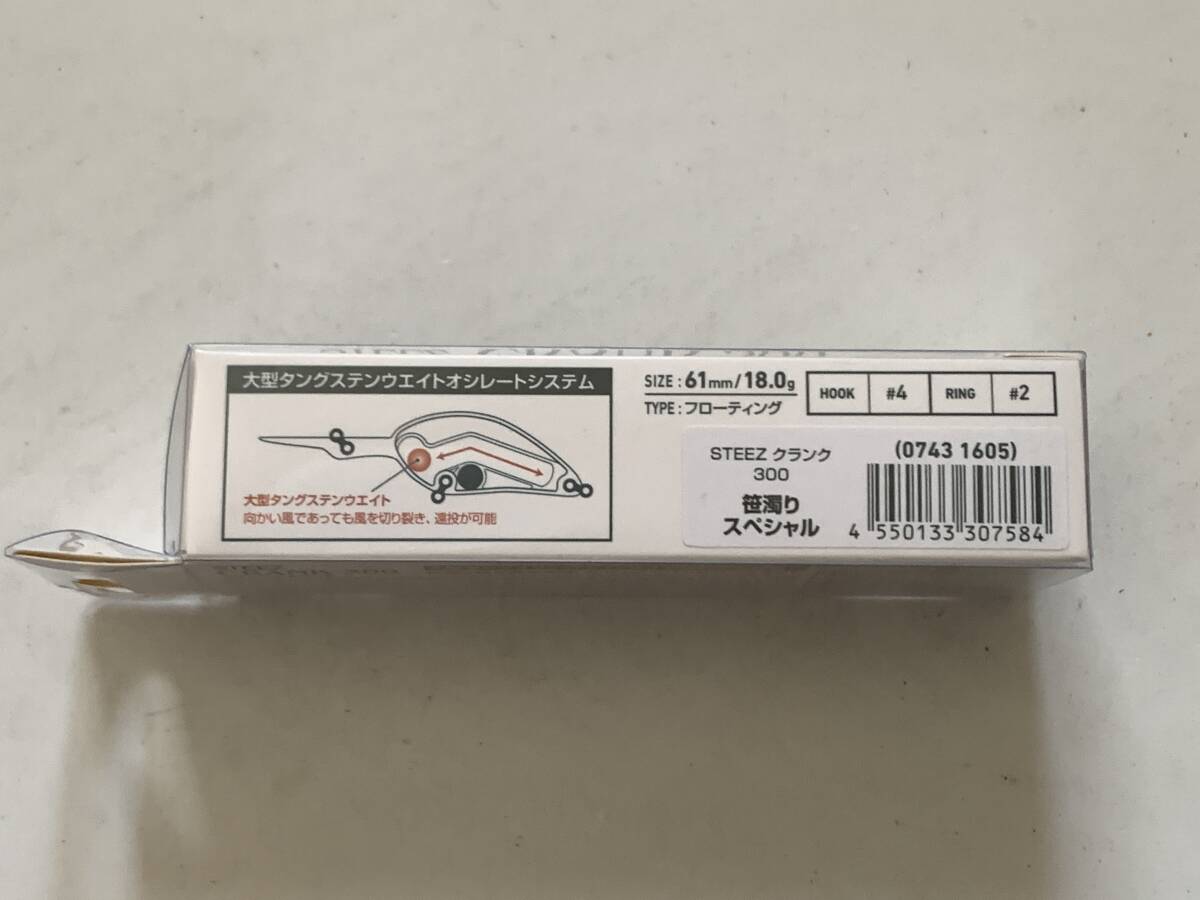 大型タングステンウエイトオシレートシステム
大型タングステンウエイト
向かい風であっても風を切り裂き、遠投が可能
SIZE : 61mm/18.0g
TYPE : フローティング
HOOK #4 RING #2
STEEZ クランク
300
笹濁り
スペシャル
(0743 1605)
4 550133 307584
STEEZ
CRANK 300